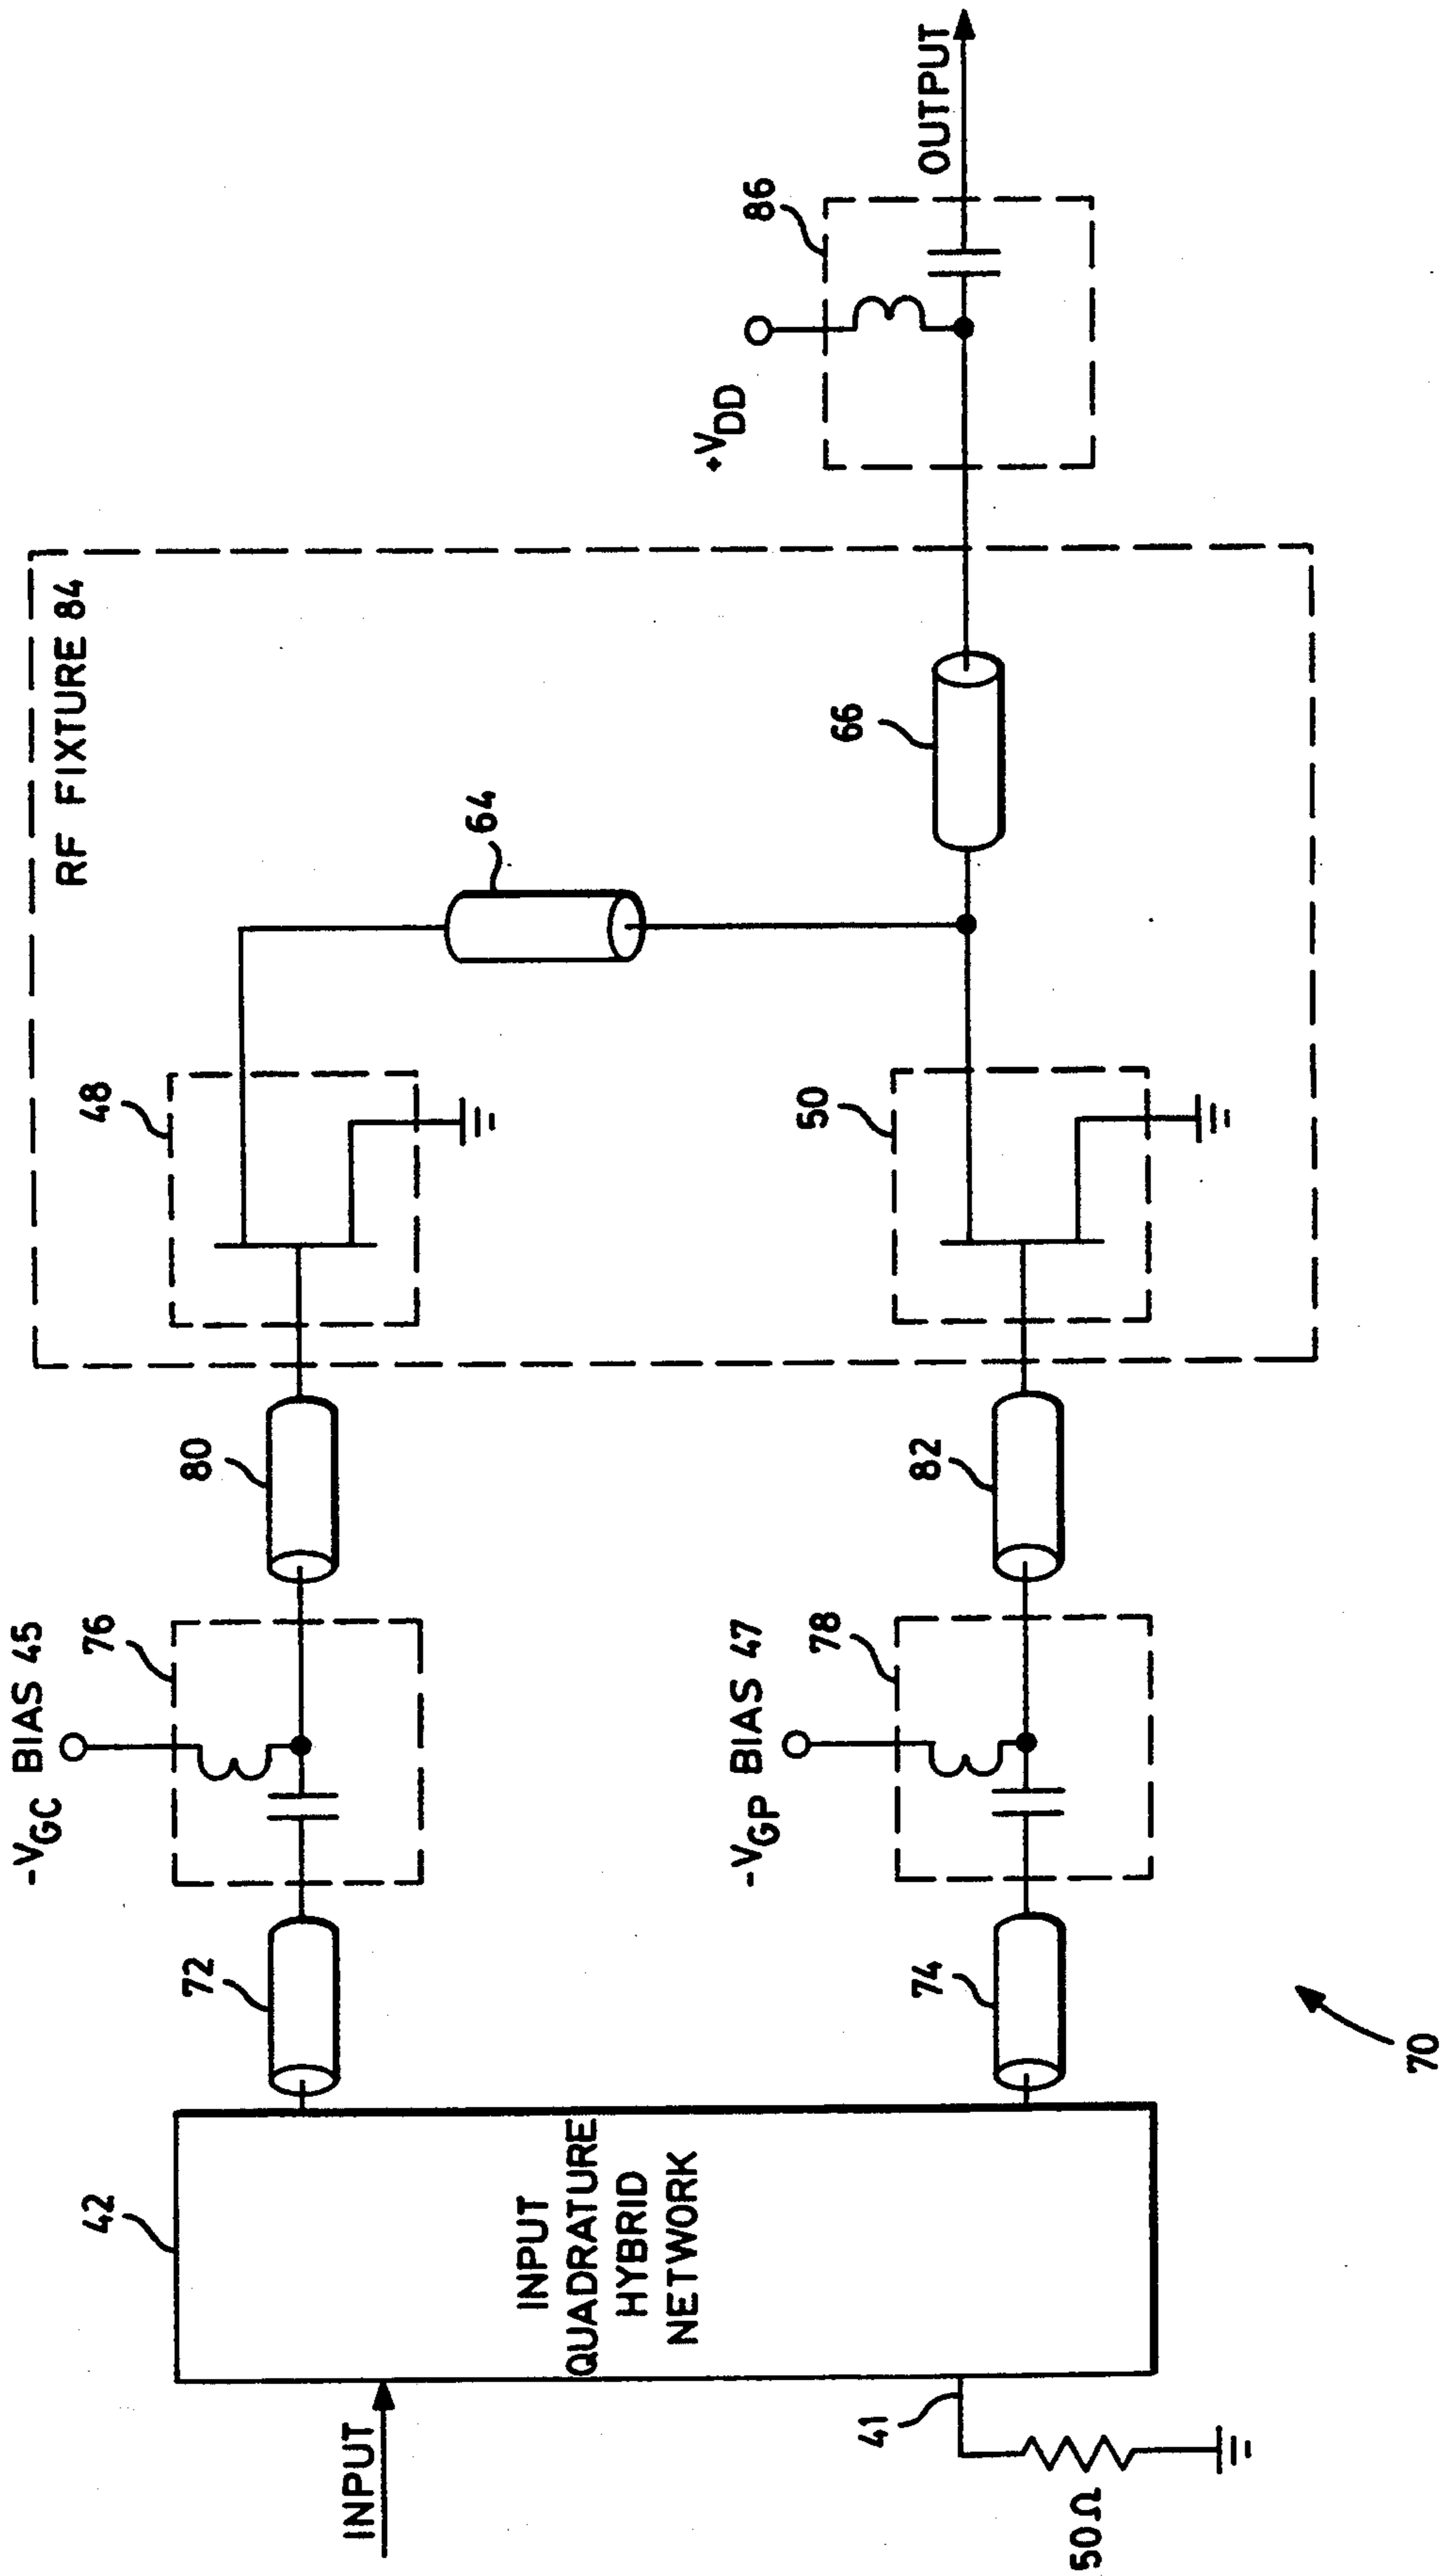 INPUT
41
50Ω
42
INPUT
QUADRATURE
HYBRID
NETWORK
72
74
-VGC BIAS 45
76
-VGP BIAS 47
78
80
82
RF FIXTURE 84
48
50
64
66
+VDD
86
OUTPUT
70